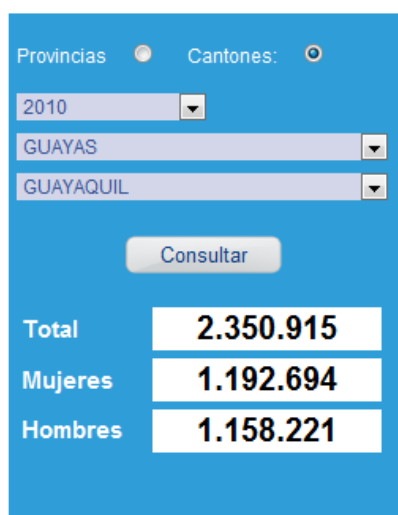 Provincias Cantones:
2010
GUAYAS
GUAYAQUIL
Consultar
Total 2.350.915
Mujeres 1.192.694
Hombres 1.158.221